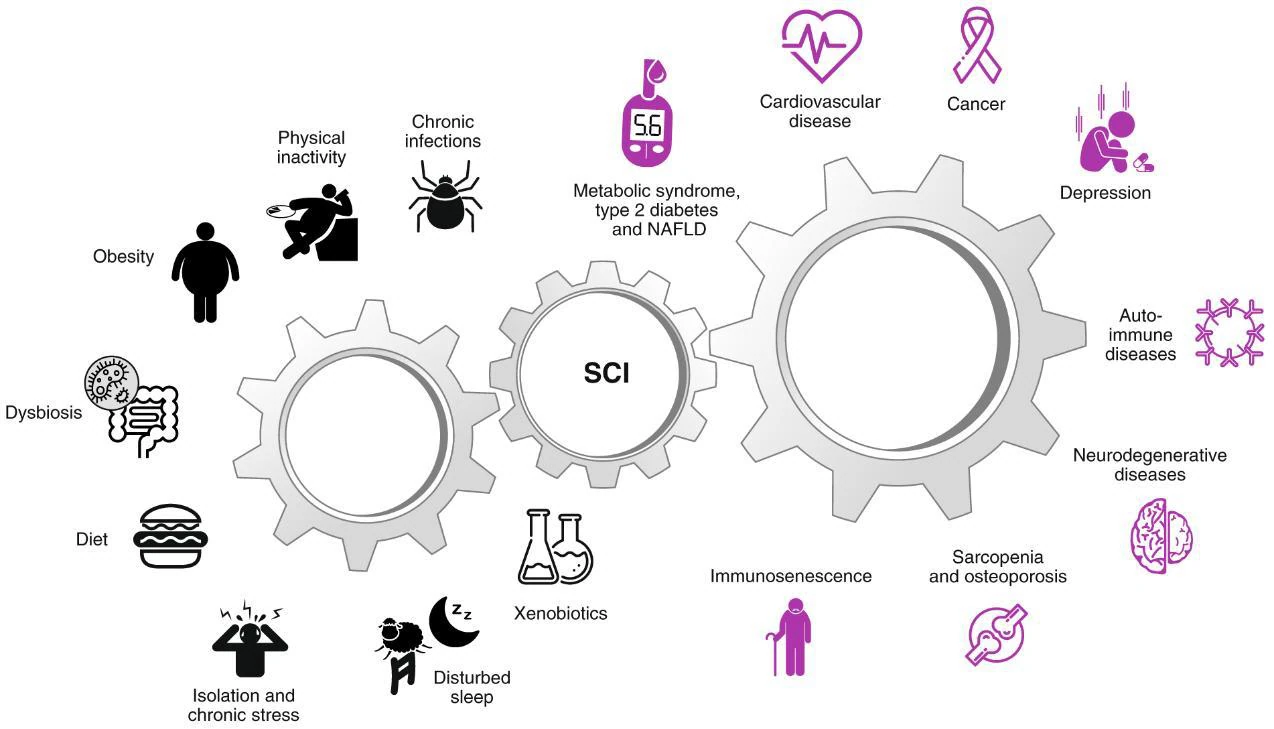 Cardiovascular
disease
Cancer
Chronic
infections
Physical
inactivity
5.6
Metabolic syndrome,
type 2 diabetes
and NAFLD
Depression
Obesity
Auto-
immune
diseases
SCI
Dysbiosis
Neurodegenerative
diseases
Diet
Sarcopenia
and osteoporosis
Immunosenescence
Xenobiotics
z z
Disturbed
sleep
Isolation and
chronic stress